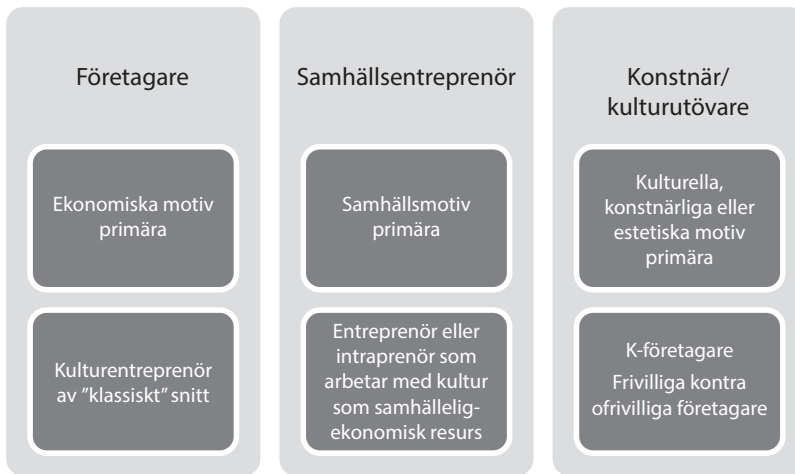 Företagare
Ekonomiska motiv
primära
Kulturentreprenör
av ”klassiskt” snitt
Samhällsentreprenör
Samhällsmotiv
primära
Entreprenör eller
intraprenör som
arbetar med kultur
som samhällelig-
ekonomisk resurs
Konstnär/
kulturutövare
Kulturella,
konstnärliga eller
estetiska motiv
primära
K-företagare
Frivilliga kontra
ofrivilliga företagare